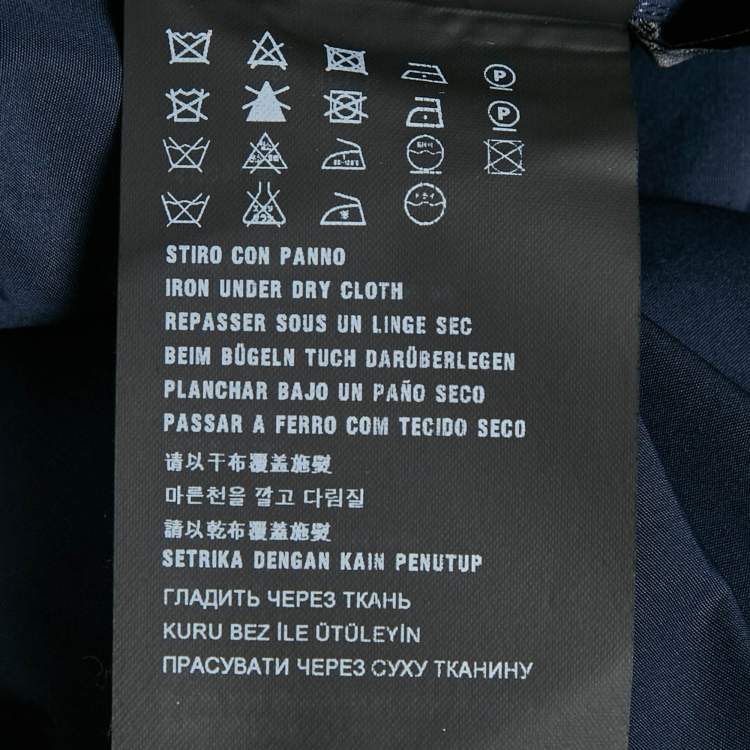 P
P
STIRO CON PANNO
IRON UNDER DRY CLOTH
REPASSER SOUS UN LINGE SEC
BEIM BÜGELN TUCH DARÜBERLEGEN
PLANCHAR BAJO UN PAÑO SECO
PASSAR A FERRO COM TECIDO SECO
请以干布覆盖施熨
마른천을 깔고 다림질
請以乾布覆蓋施熨
SETRIKA DENGAN KAIN PENUTUP
ГЛАДИТЬ ЧЕРЕЗ ТКАНЬ
KURU BEZ İLE ÜTÜLEYİN
ПРАСУВАТИ ЧЕРЕЗ СУХУ ТКАНИНУ